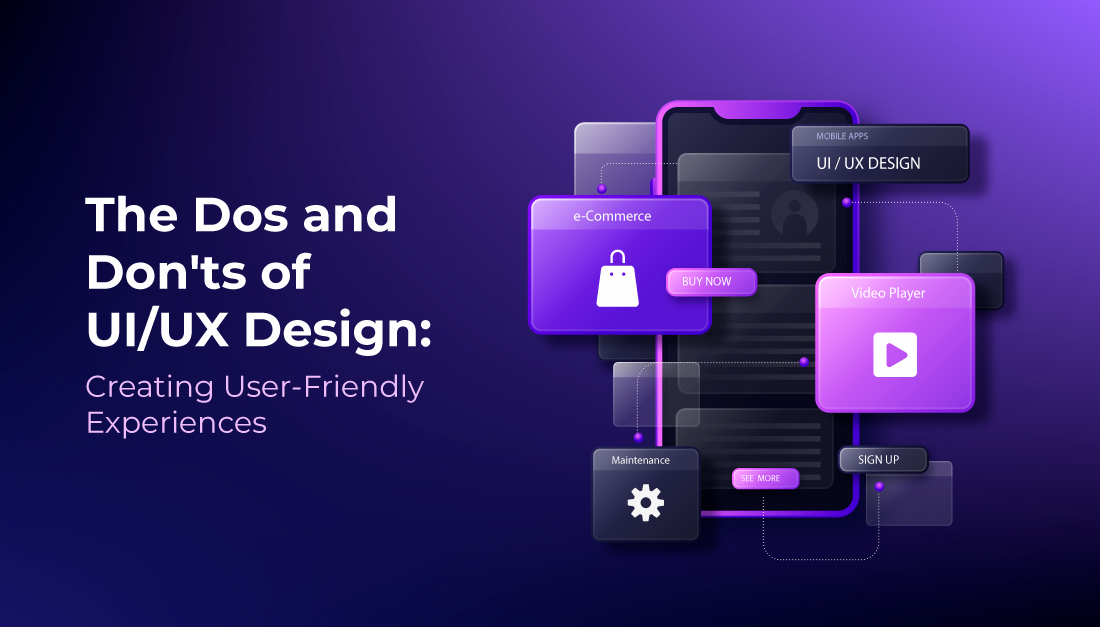 The Dos and
Don'ts of
UI/UX Design:
Creating User-Friendly
Experiences
MOBILE APPS
UI / UX DESIGN
e-Commerce
BUY NOW
Video Player
Maintenance
SEE MORE
SIGN UP